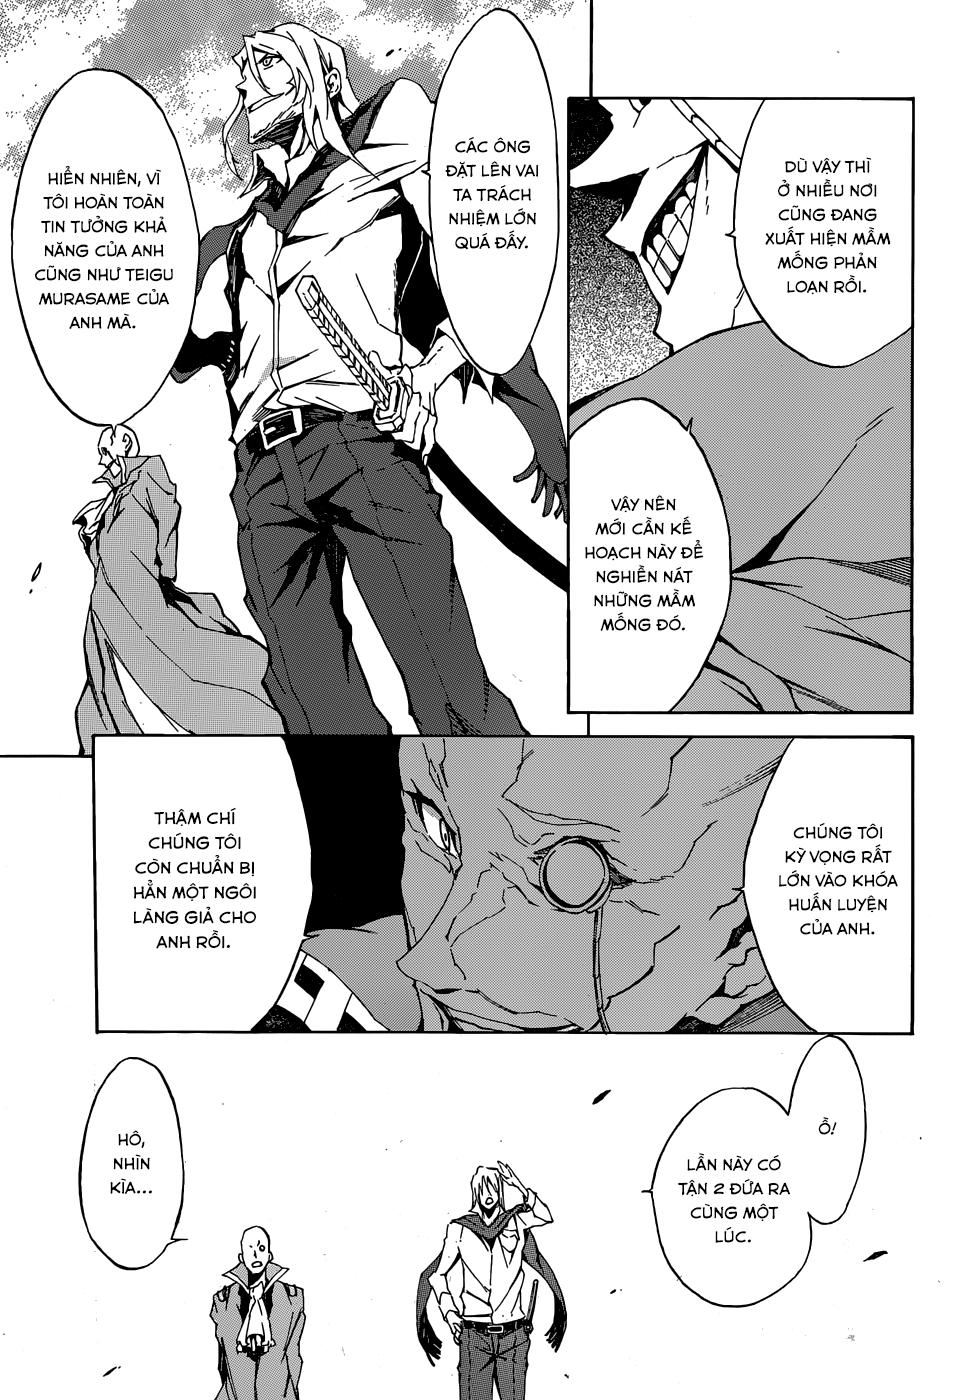 DÙ VẬY THÌ
Ở NHIỀU NƠI
CŨNG ĐANG
XUẤT HIỆN MẦM
MỐNG PHẢN
LOẠN RỒI.
VẬY NÊN
MỚI CẦN KẾ
HOẠCH NÀY ĐỂ
NGHIỀN NÁT
NHỮNG MẦM
MỐNG ĐÓ.
CÁC ÔNG
ĐẶT LÊN VAI
TA TRÁCH
NHIỆM LỚN
QUÁ ĐẤY.
HIỂN NHIÊN, VÌ
TÔI HOÀN TOÀN
TIN TƯỞNG KHẢ
NĂNG CỦA ANH
CŨNG NHƯ TEIGU
MURASAME CỦA
ANH MÀ.
CHÚNG TÔI
KỲ VỌNG RẤT
LỚN VÀO KHÓA
HUẤN LUYỆN
CỦA ANH.
THẬM CHÍ
CHÚNG TÔI
CÒN CHUẨN BỊ
HẲN MỘT NGÔI
LÀNG GIẢ CHO
ANH RỒI.
Ồ!
LẦN NÀY CÓ
TẬN 2 ĐỨA RA
CÙNG MỘT
LÚC.
HÔ,
NHÌN
KÌA...